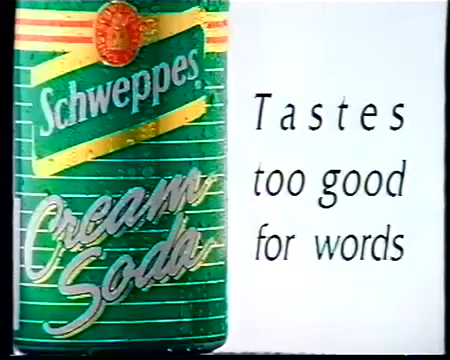 Schweppes
Cream
Soda
Tastes
too good
for words